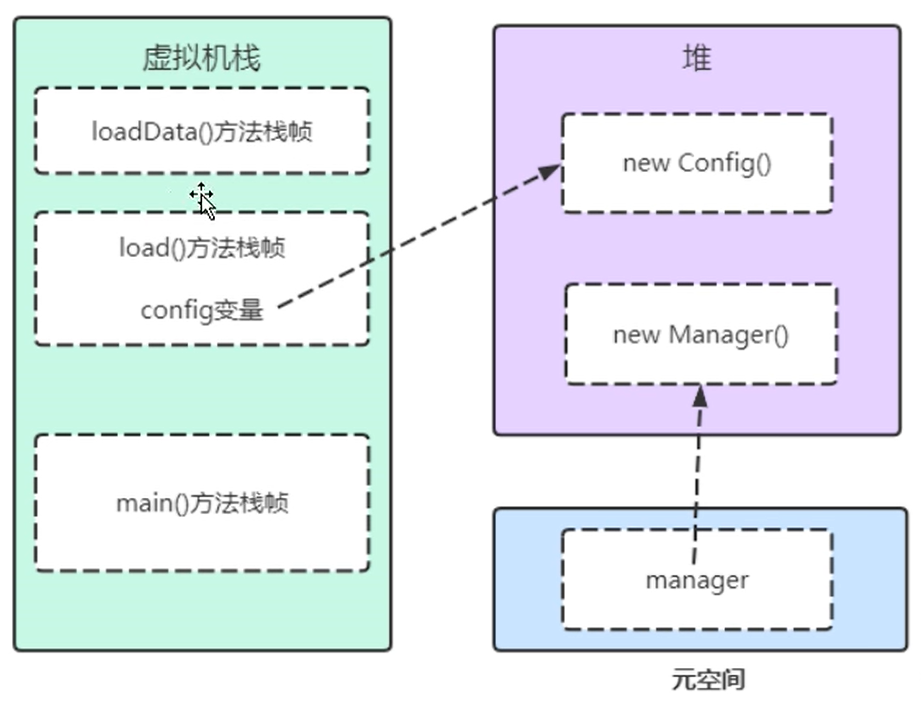 虚拟机栈
loadData()方法栈帧
load()方法栈帧
config变量
main()方法栈帧
堆
new Config()
new Manager()
manager
元空间